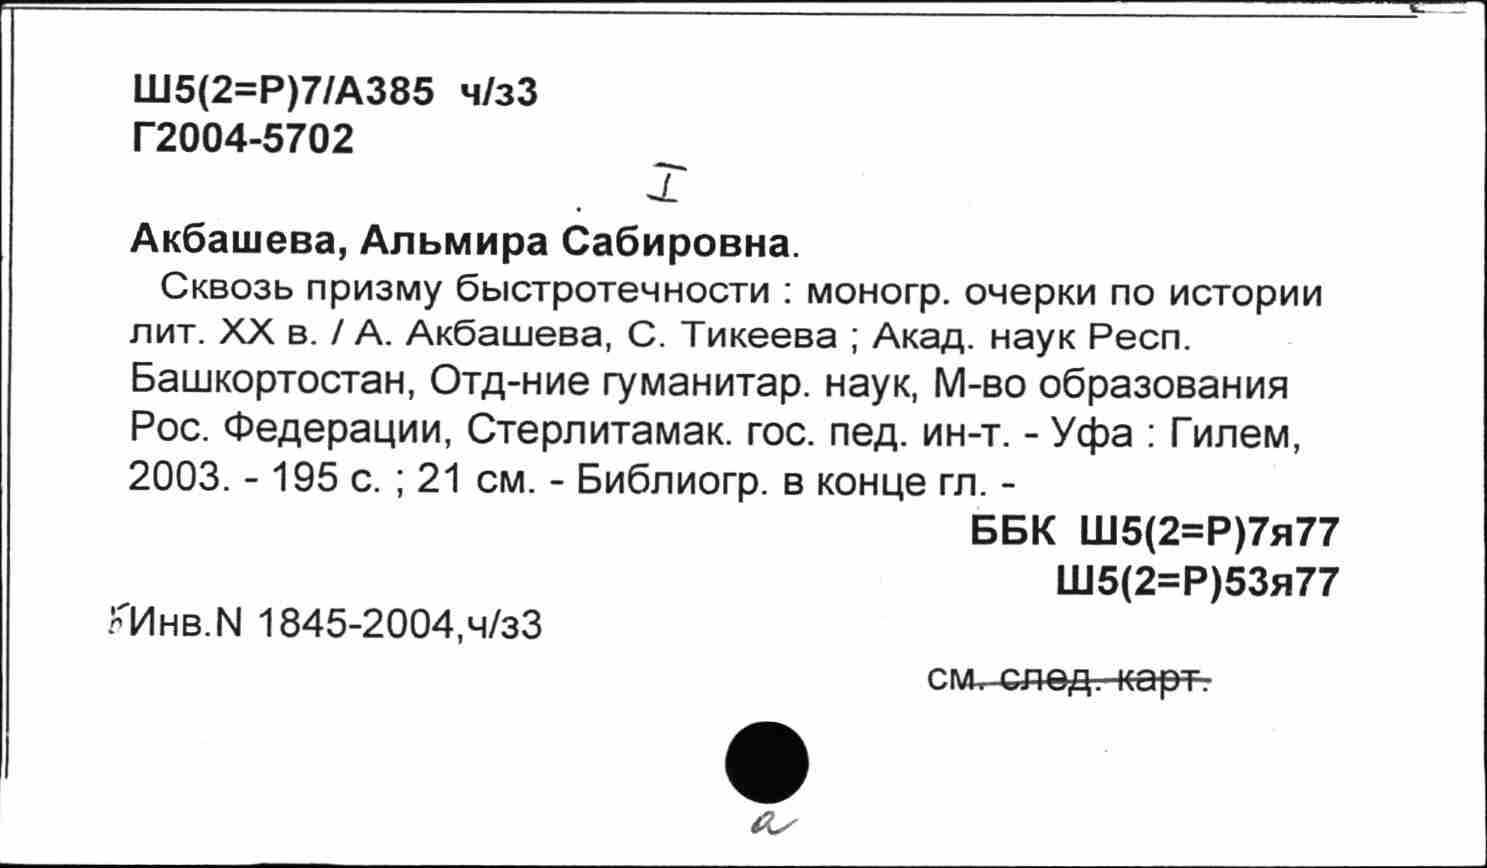 Ш5(2=Р)7/А385 ч/з3
Г2004-5702
I
Акбашева, Альмира Сабировна.
Сквозь призму быстротечности : моногр. очерки по истории
лит. XX в. / А. Акбашева, С. Тикеева ; Акад. наук Респ.
Башкортостан, Отд-ние гуманитар. наук, М-во образования
Рос. Федерации, Стерлитамак. гос. пед. ин-т. - Уфа : Гилем,
2003. - 195 с. ; 21 см. - Библиогр. в конце гл. -
ББК Ш5(2=Р)7я77
Ш5(2=Р)53я77
Инв.N 1845-2004,ч/з3
см. след. карт.
а